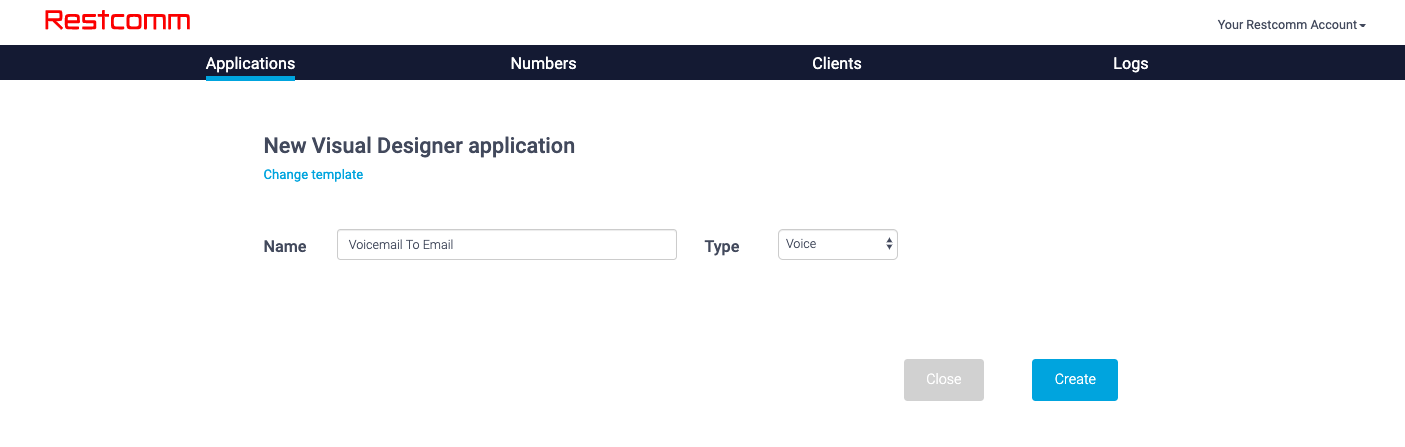 Restcomm
Your Restcomm Account
Applications Numbers Clients Logs
New Visual Designer application
Change template
Name Voicemail To Email Type Voice
Close Create